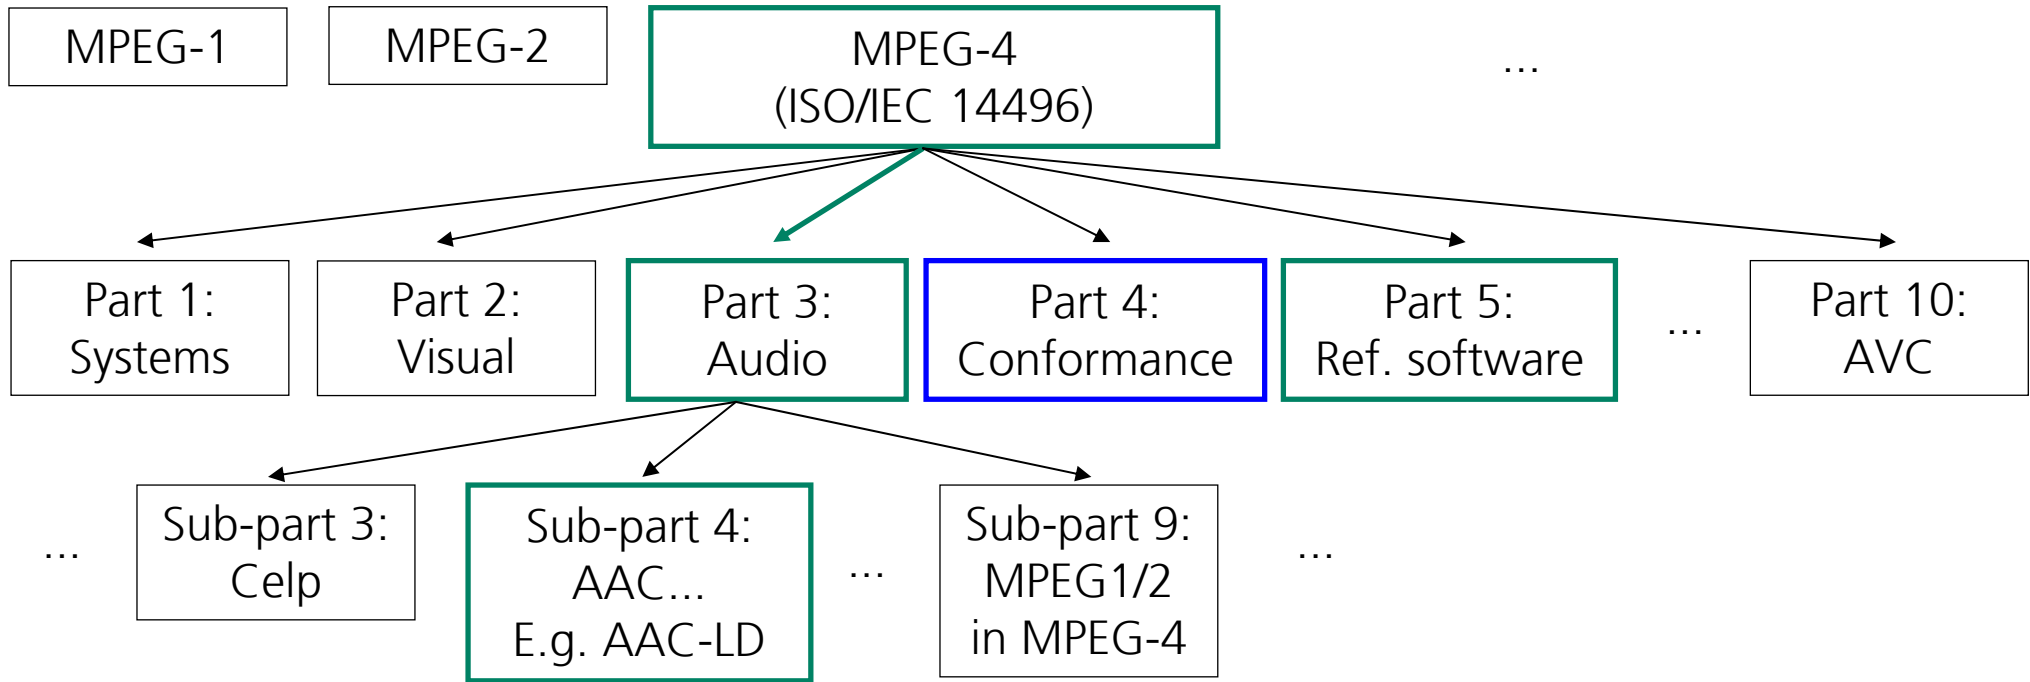 MPEG-1
MPEG-2
MPEG-4
(ISO/IEC 14496)
...
Part 1:
Systems
Part 2:
Visual
Part 3:
Audio
Part 4:
Conformance
Part 5:
Ref. software
...
Part 10:
AVC
...
Sub-part 3:
Celp
Sub-part 4:
AAC...
E.g. AAC-LD
...
Sub-part 9:
MPEG1/2
in MPEG-4
...